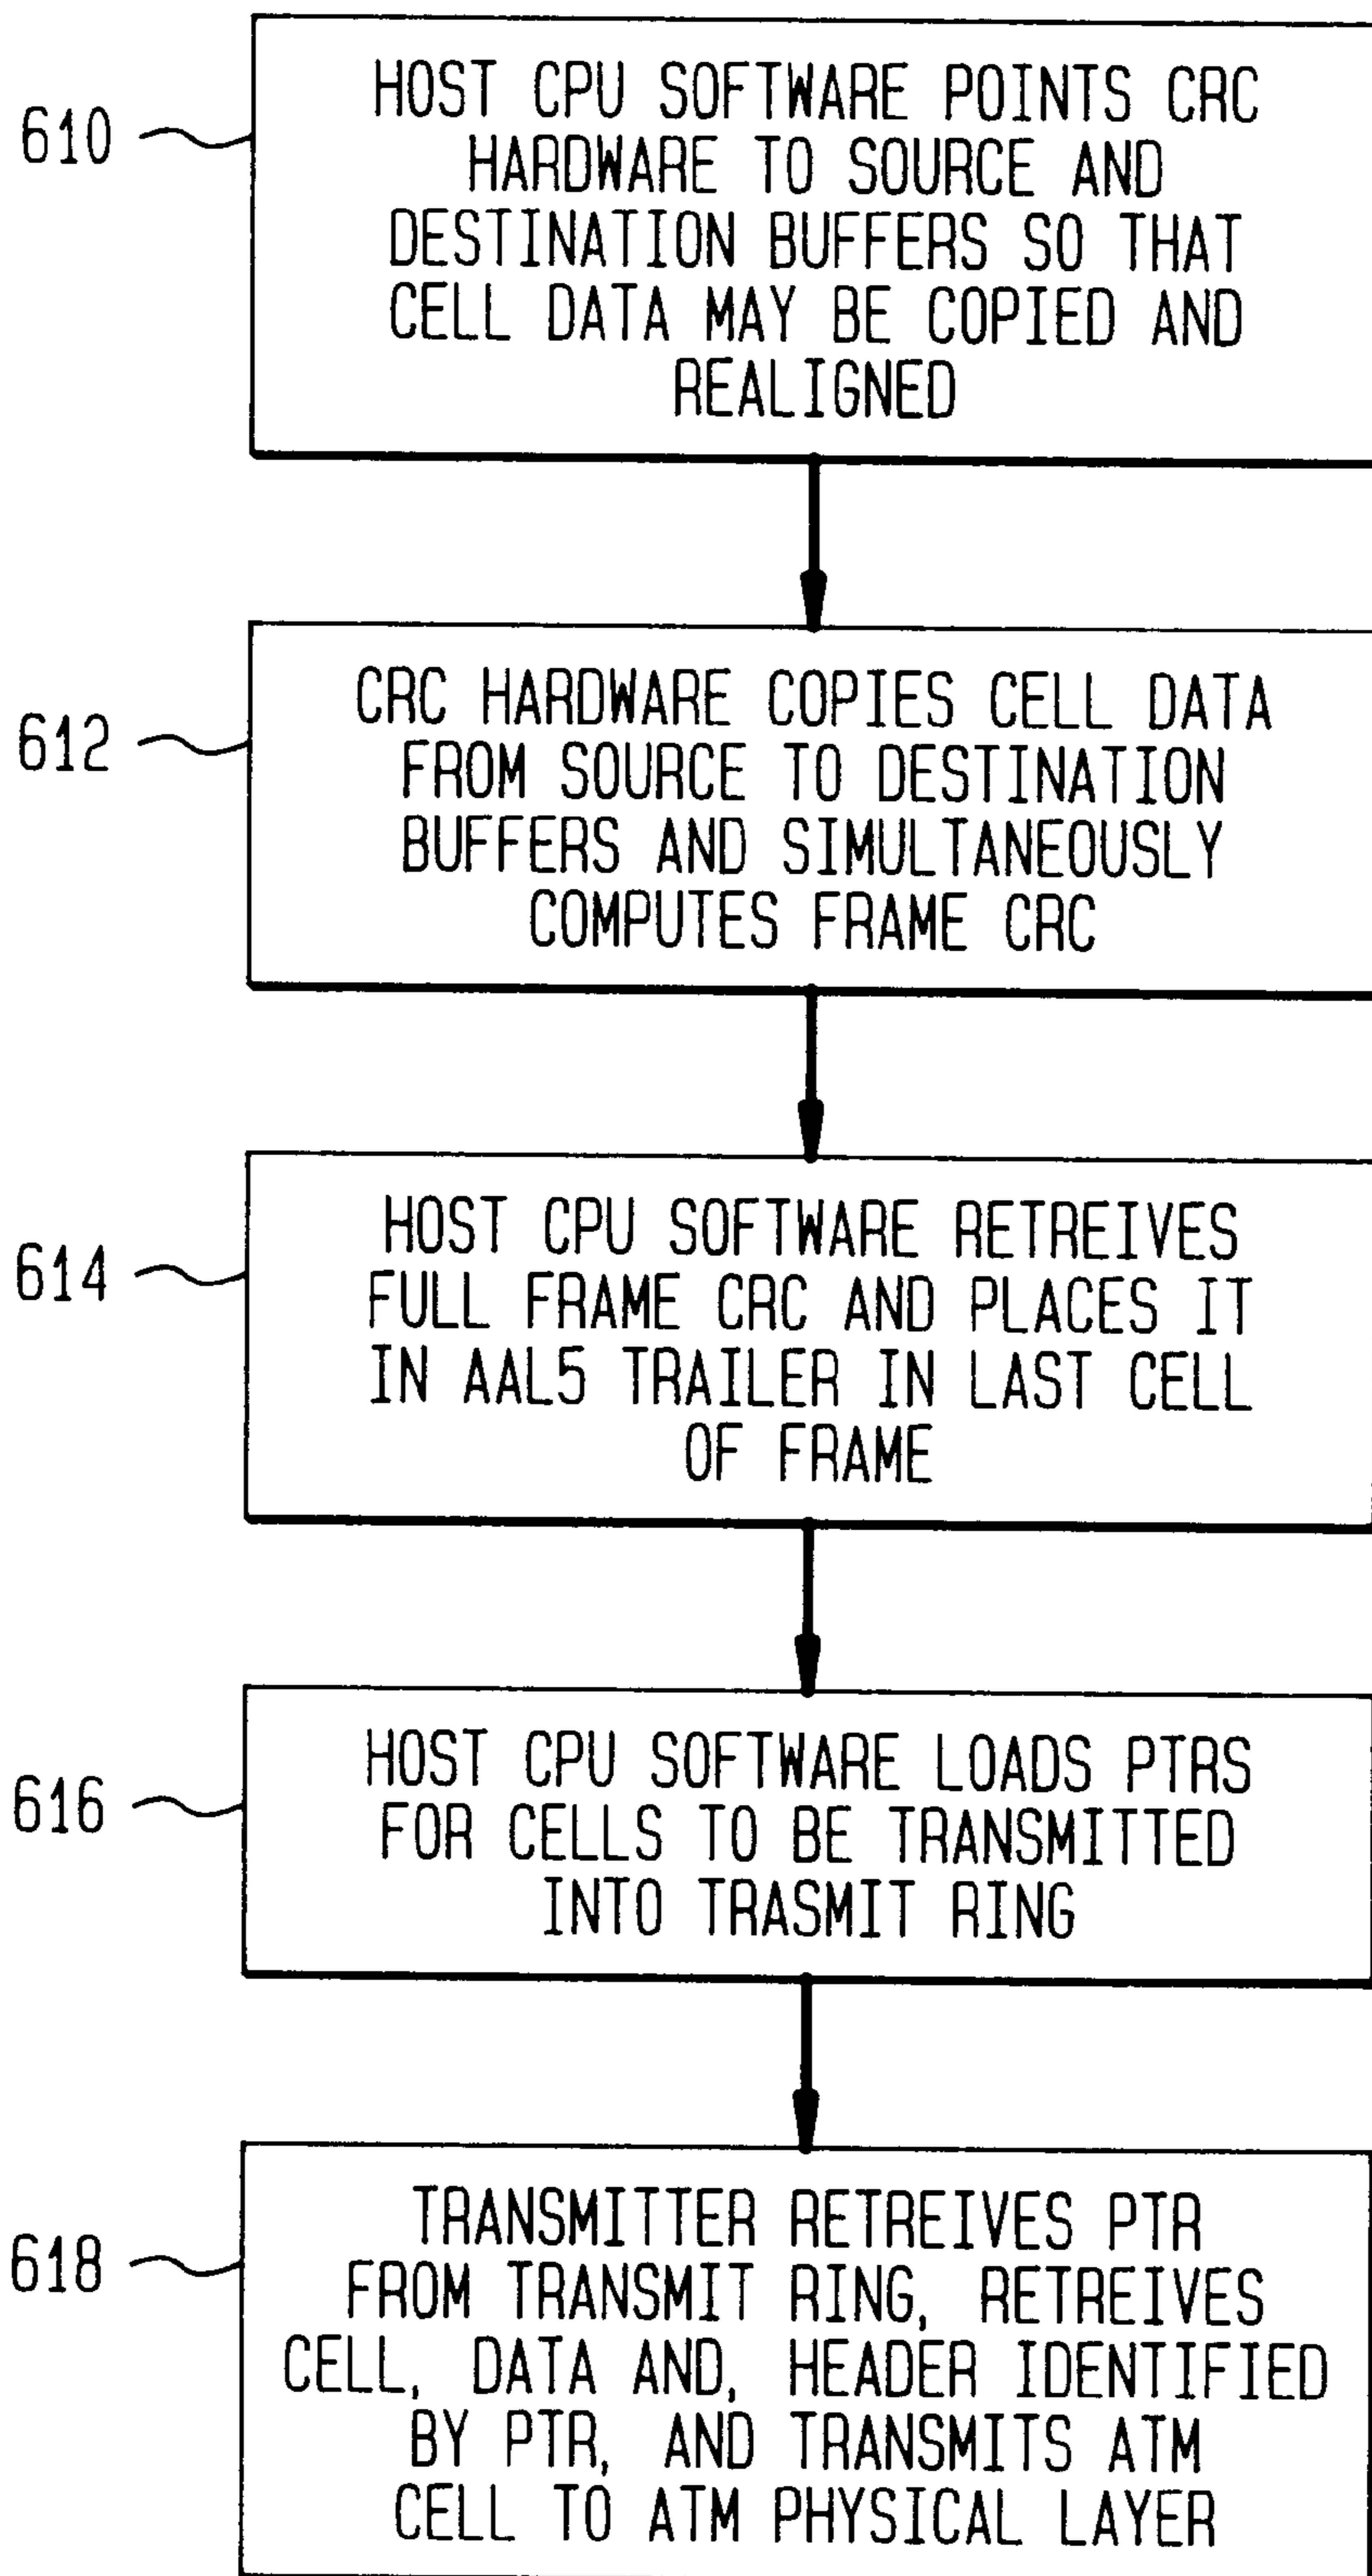 610
HOST CPU SOFTWARE POINTS CRC
HARDWARE TO SOURCE AND
DESTINATION BUFFERS SO THAT
CELL DATA MAY BE COPIED AND
REALIGNED
612
CRC HARDWARE COPIES CELL DATA
FROM SOURCE TO DESTINATION
BUFFERS AND SIMULTANEOUSLY
COMPUTES FRAME CRC
614
HOST CPU SOFTWARE RETREIVES
FULL FRAME CRC AND PLACES IT
IN AAL5 TRAILER IN LAST CELL
OF FRAME
616
HOST CPU SOFTWARE LOADS PTRS
FOR CELLS TO BE TRANSMITTED
INTO TRASMIT RING
618
TRANSMITTER RETREIVES PTR
FROM TRANSMIT RING, RETREIVES
CELL, DATA AND, HEADER IDENTIFIED
BY PTR, AND TRANSMITS ATM
CELL TO ATM PHYSICAL LAYER